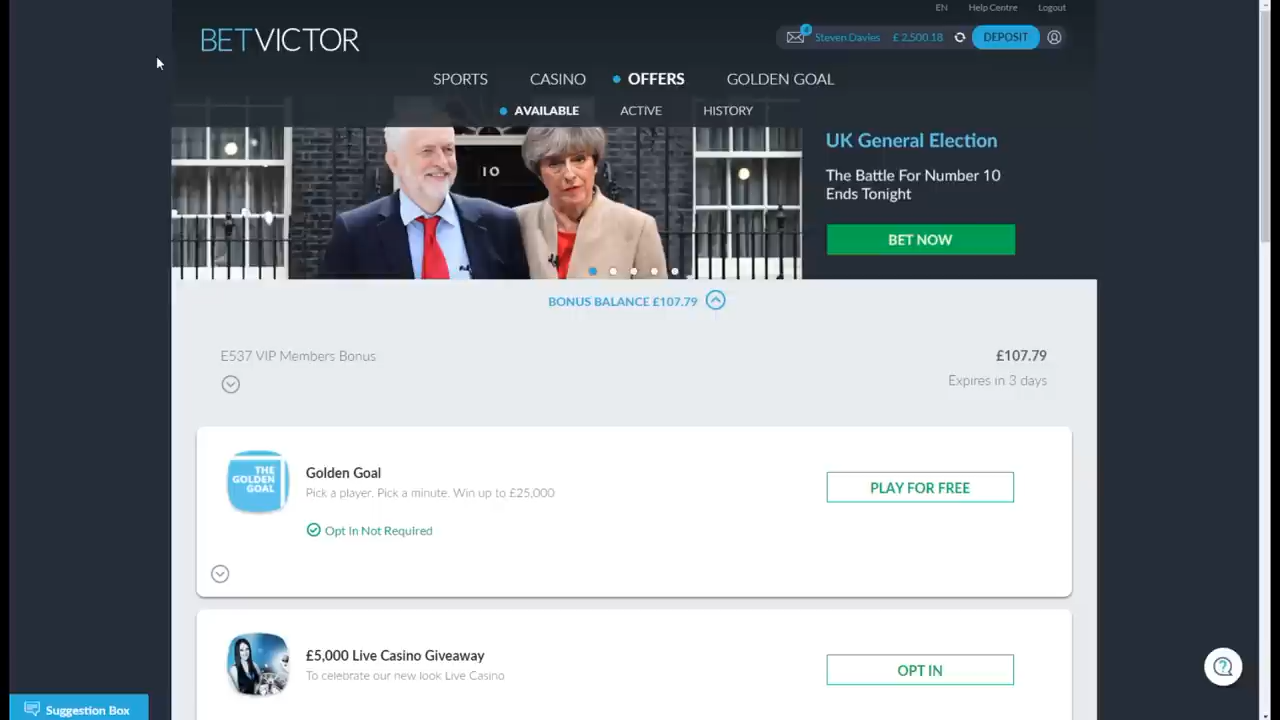 EN Help Centre Logout
BETVICTOR
Steven Davies £ 2,500.18 DEPOSIT
SPORTS CASINO OFFERS GOLDEN GOAL
AVAILABLE ACTIVE HISTORY
10
UK General Election
The Battle For Number 10
Ends Tonight
BET NOW
BONUS BALANCE £107.79
E537 VIP Members Bonus
£107.79
Expires in 3 days
THE
GOLDEN
GOAL
Golden Goal
Pick a player. Pick a minute. Win up to £25,000
Opt In Not Required
PLAY FOR FREE
£5,000 Live Casino Giveaway
To celebrate our new look Live Casino
OPT IN
Suggestion Box